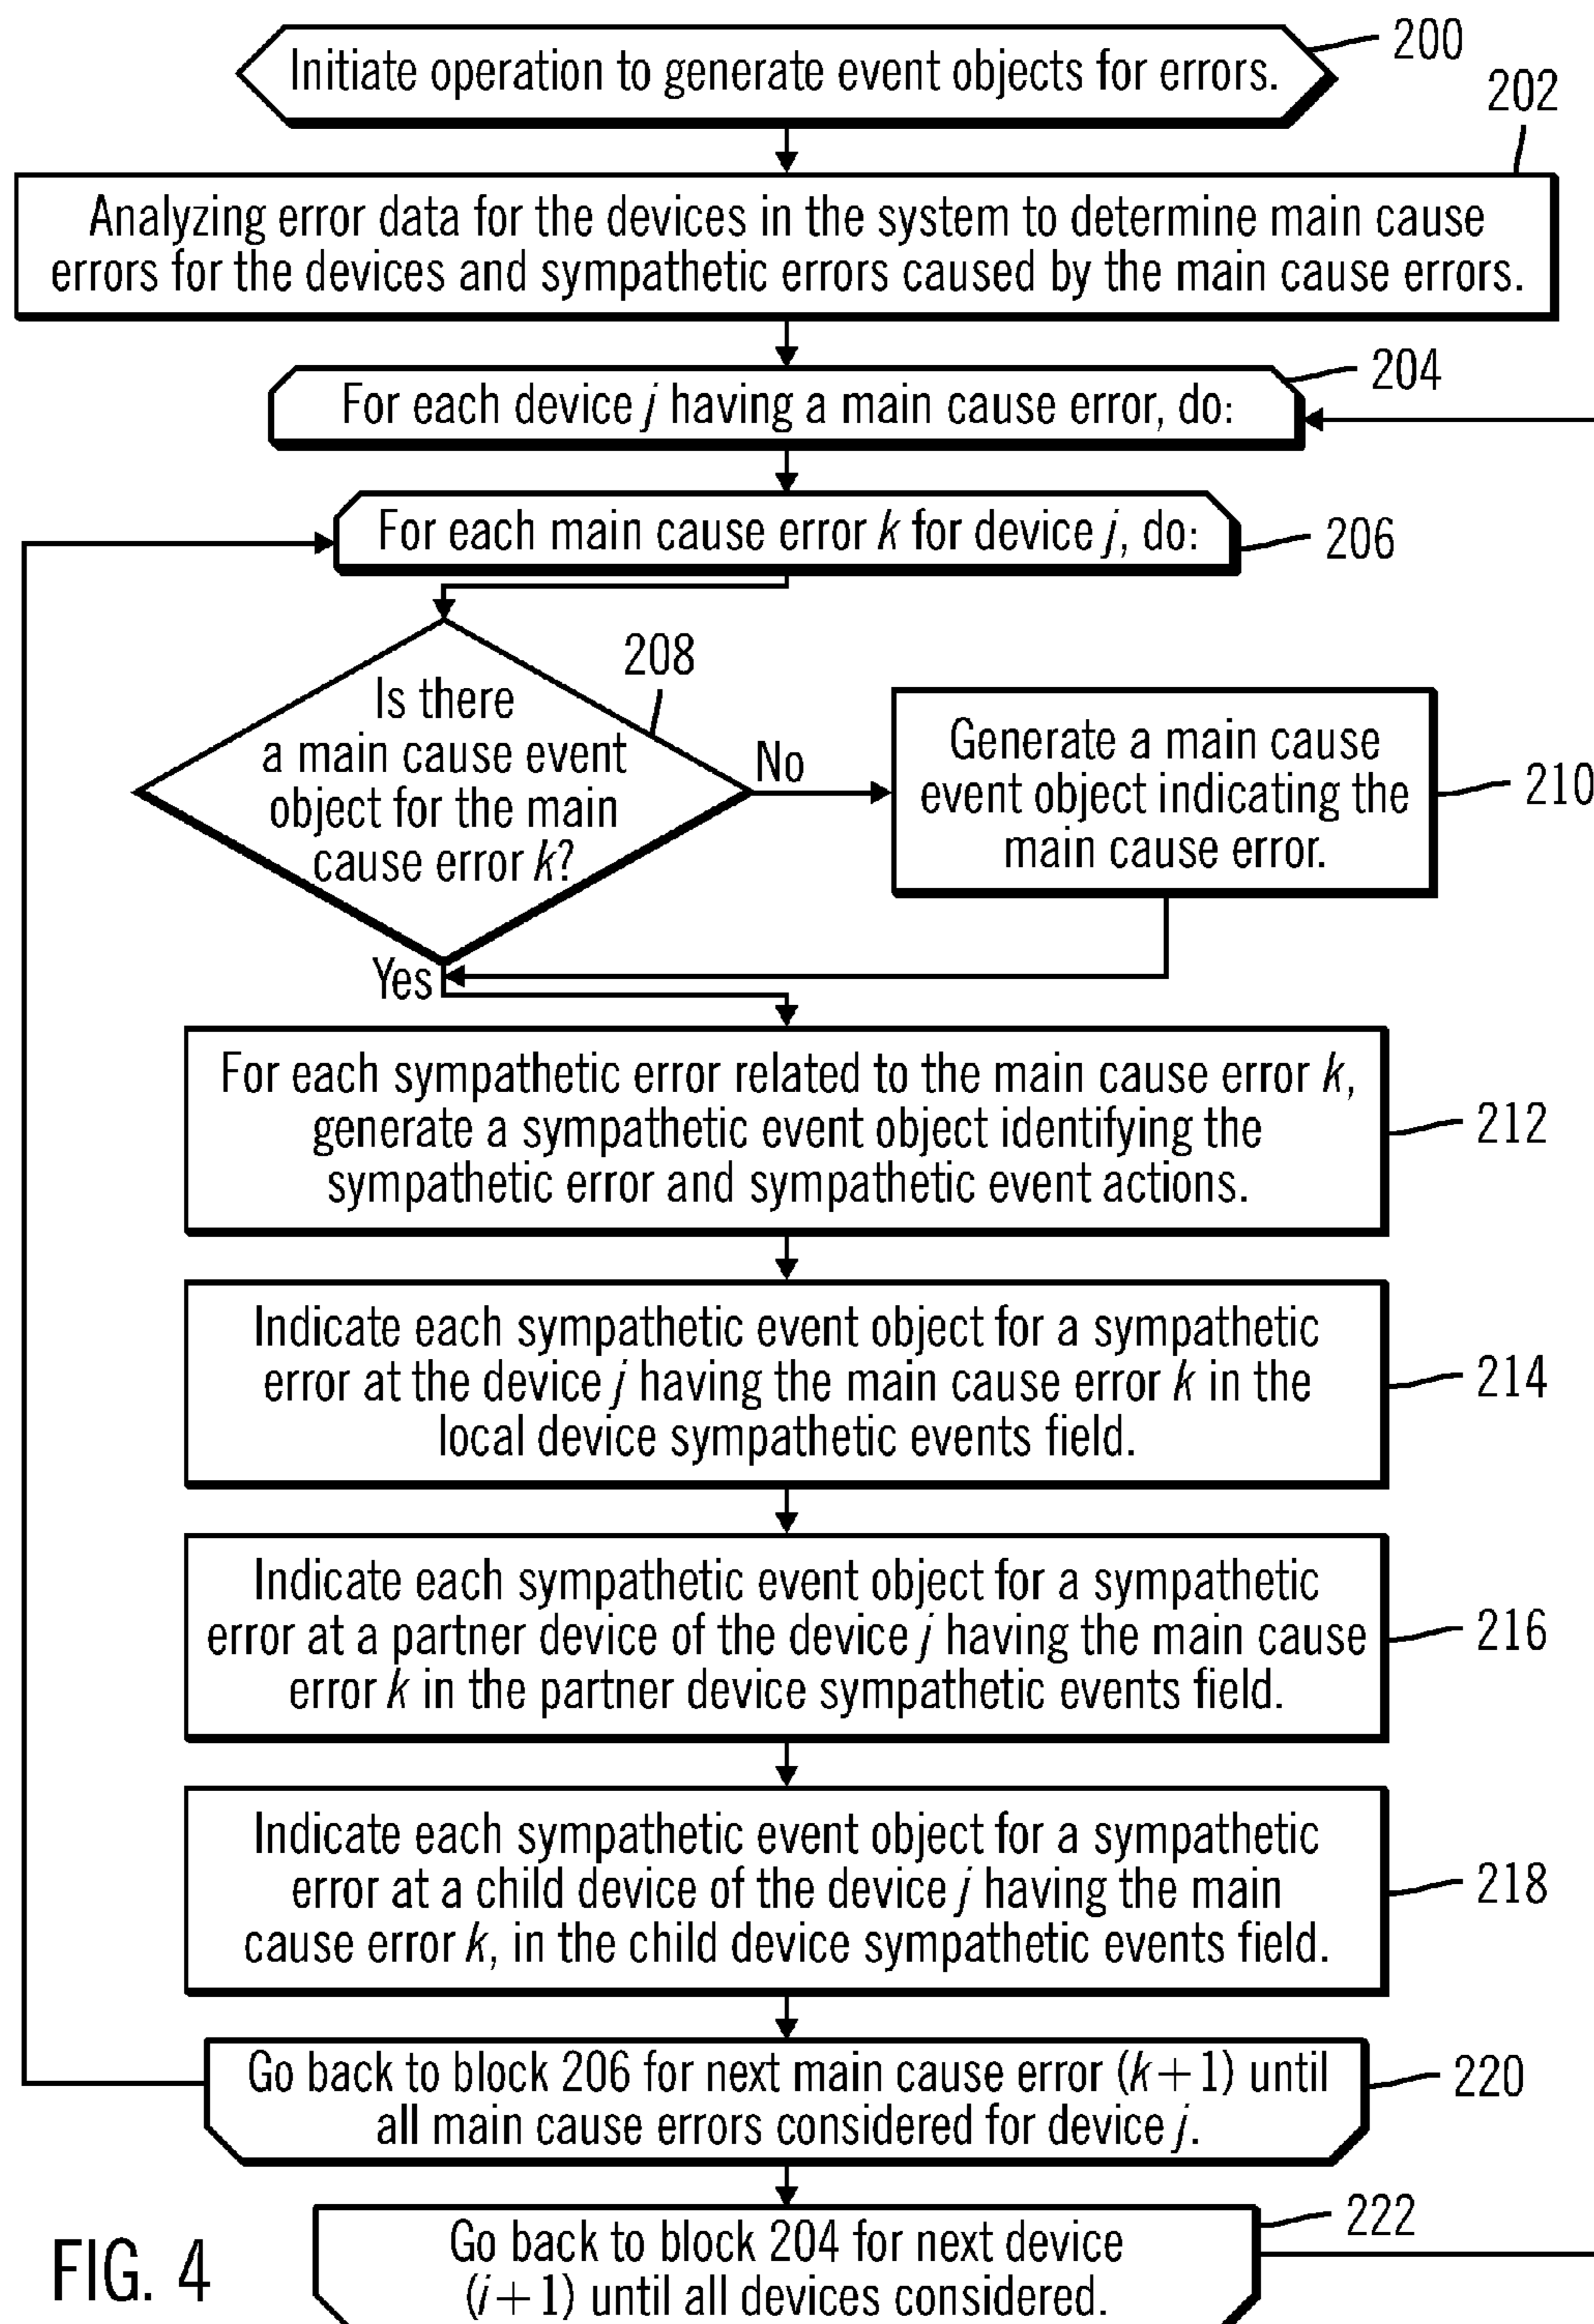 Initiate operation to generate event objects for errors.
200
202
Analyzing error data for the devices in the system to determine main cause
errors for the devices and sympathetic errors caused by the main cause errors.
For each device j having a main cause error, do:
204
For each main cause error k for device j, do:
206
208
Is there
a main cause event
object for the main
cause error k?
No
Generate a main cause
event object indicating the
main cause error.
210
Yes
For each sympathetic error related to the main cause error k,
generate a sympathetic event object identifying the
sympathetic error and sympathetic event actions.
212
Indicate each sympathetic event object for a sympathetic
error at the device j having the main cause error k in the
local device sympathetic events field.
214
Indicate each sympathetic event object for a sympathetic
error at a partner device of the device j having the main cause
error k in the partner device sympathetic events field.
216
Indicate each sympathetic event object for a sympathetic
error at a child device of the device j having the main
cause error k, in the child device sympathetic events field.
218
Go back to block 206 for next main cause error (k+1) until
all main cause errors considered for device j.
220
Go back to block 204 for next device
(i+1) until all devices considered.
222
FIG. 4